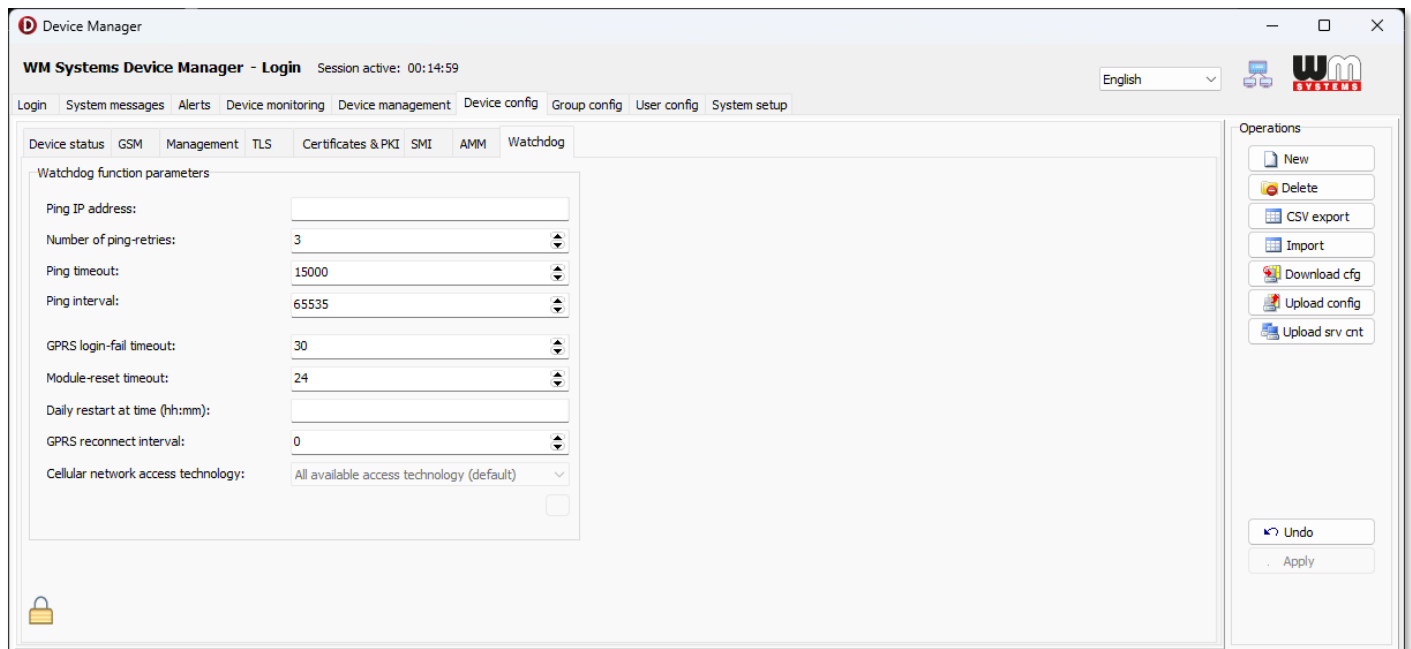 Device Manager
WM Systems Device Manager - Login Session active: 00:14:59
English
WM SYSTEMS
Login System messages Alerts Device monitoring Device management Device config Group config User config System setup
Device status GSM Management TLS Certificates & PKI SMI AMM Watchdog
Watchdog function parameters
Ping IP address:
Number of ping-retries: 3
Ping timeout: 15000
Ping interval: 65535
GPRS login-fail timeout: 30
Module-reset timeout: 24
Daily restart at time (hh:mm):
GPRS reconnect interval: 0
Cellular network access technology: All available access technology (default)
Operations
New
Delete
CSV export
Import
Download cfg
Upload config
Upload srv cnt
Undo
Apply